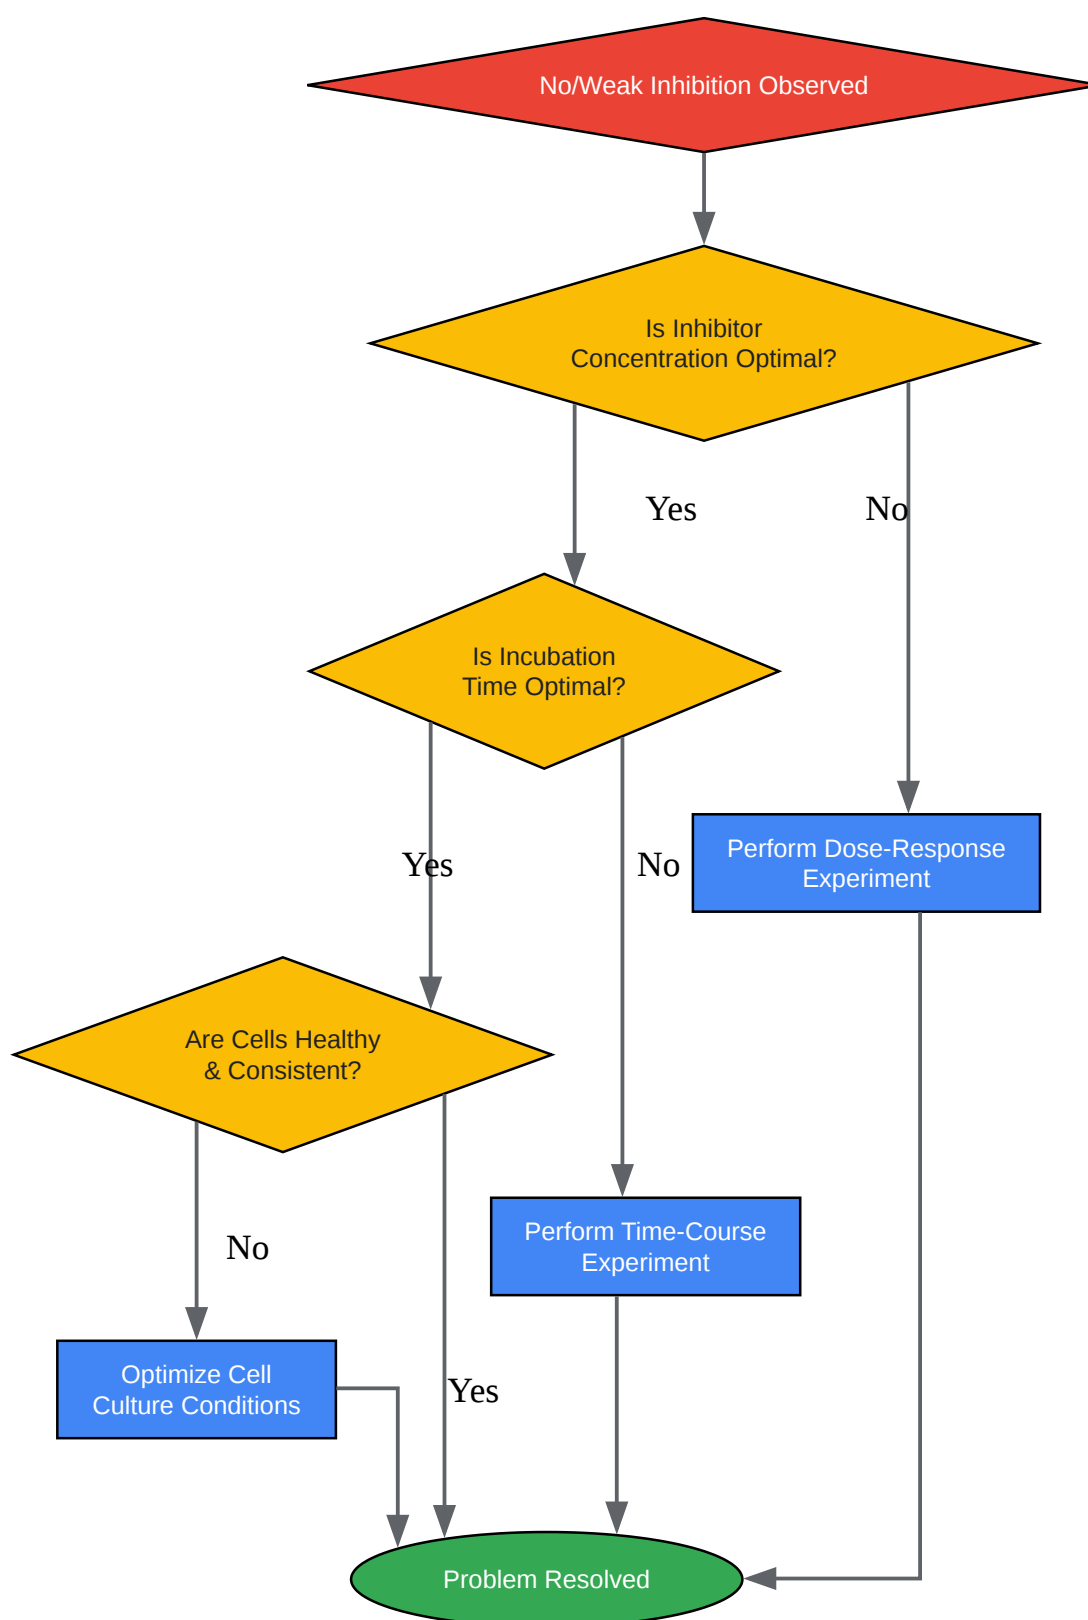 No/Weak Inhibition Observed
Is Inhibitor
Concentration Optimal?
Yes
No
Is Incubation
Time Optimal?
Yes
No
Perform Dose-Response
Experiment
Are Cells Healthy
& Consistent?
No
Perform Time-Course
Experiment
Optimize Cell
Culture Conditions
Yes
Problem Resolved